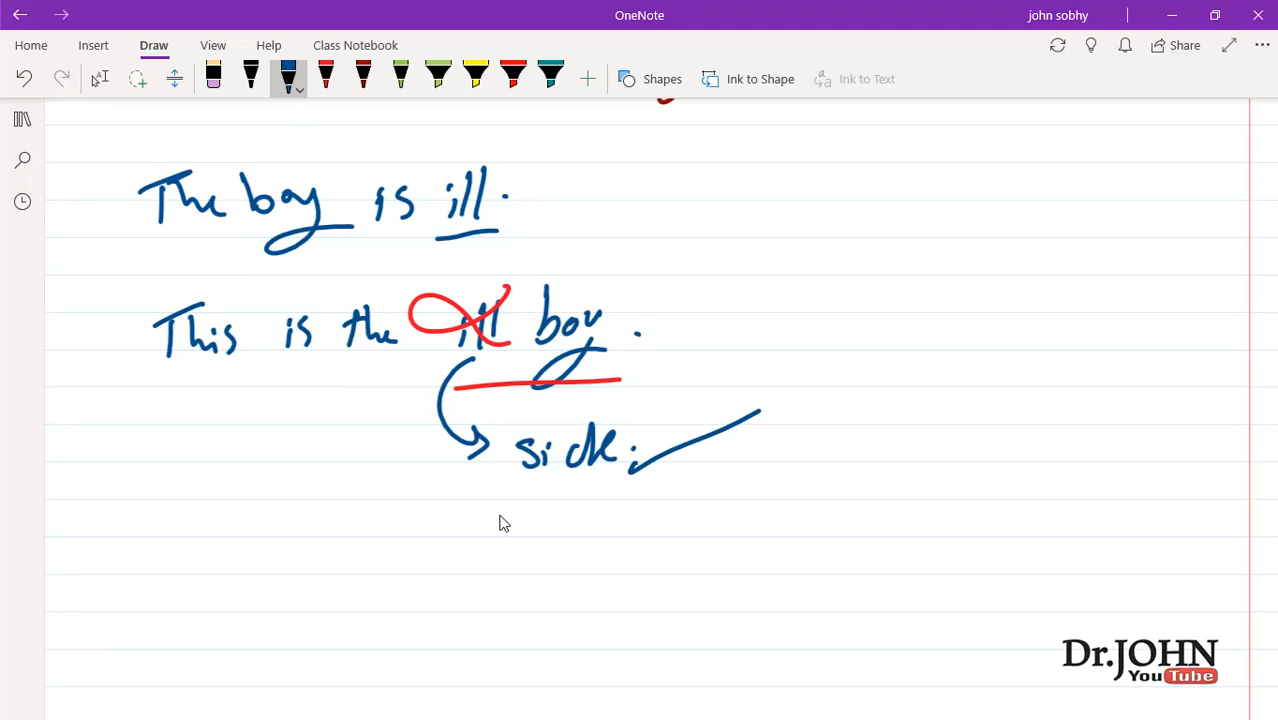 OneNote
john sobhy
Home Insert Draw View Help Class Notebook
Share
Shapes Ink to Shape Ink to Text
The boy is ill.
This is the ill boy.
sick.
Dr.JOHN
YouTube